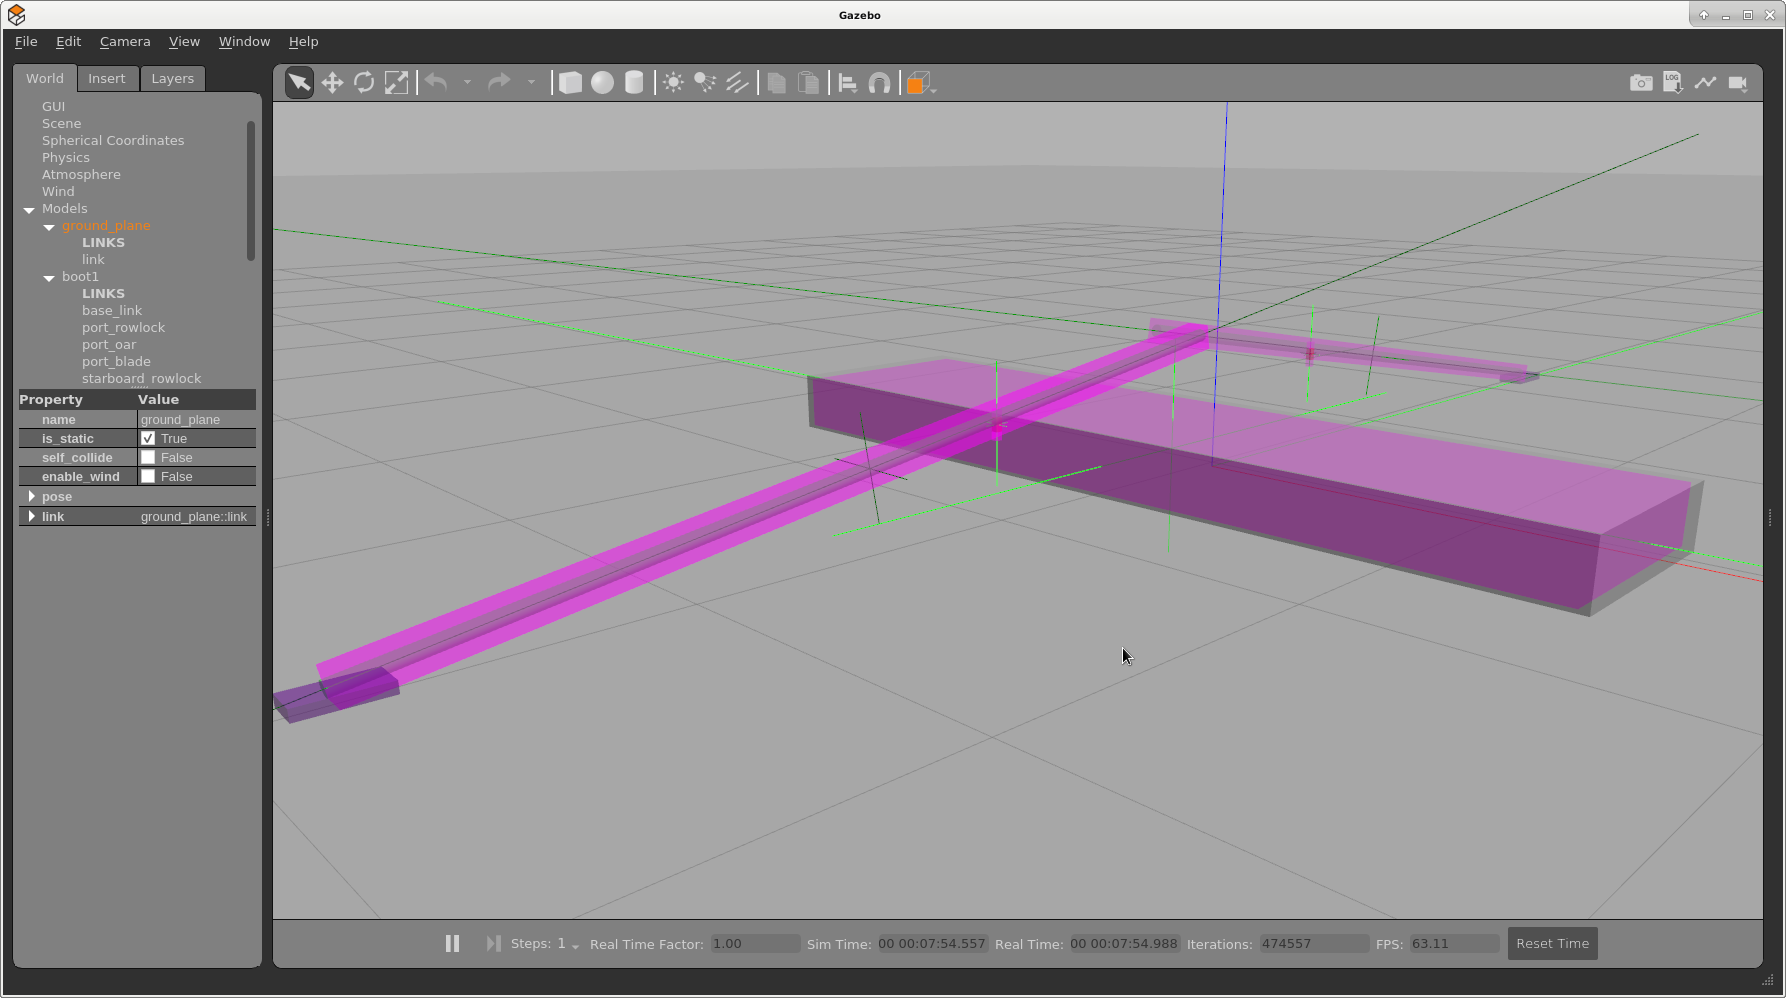 Gazebo
File Edit Camera View Window Help
World Insert Layers
LOG
GUI
Scene
Spherical Coordinates
Physics
Atmosphere
Wind
Models
ground_plane
LINKS
link
boot1
LINKS
base_link
port_rowlock
port_oar
port_blade
starboard_rowlock
Property Value
name ground_plane
is_static True
self_collide False
enable_wind False
pose
link ground_plane::link
Steps: 1 Real Time Factor: 1.00 Sim Time: 00 00:07:54.557 Real Time: 00 00:07:54.988 Iterations: 474557 FPS: 63.11 Reset Time